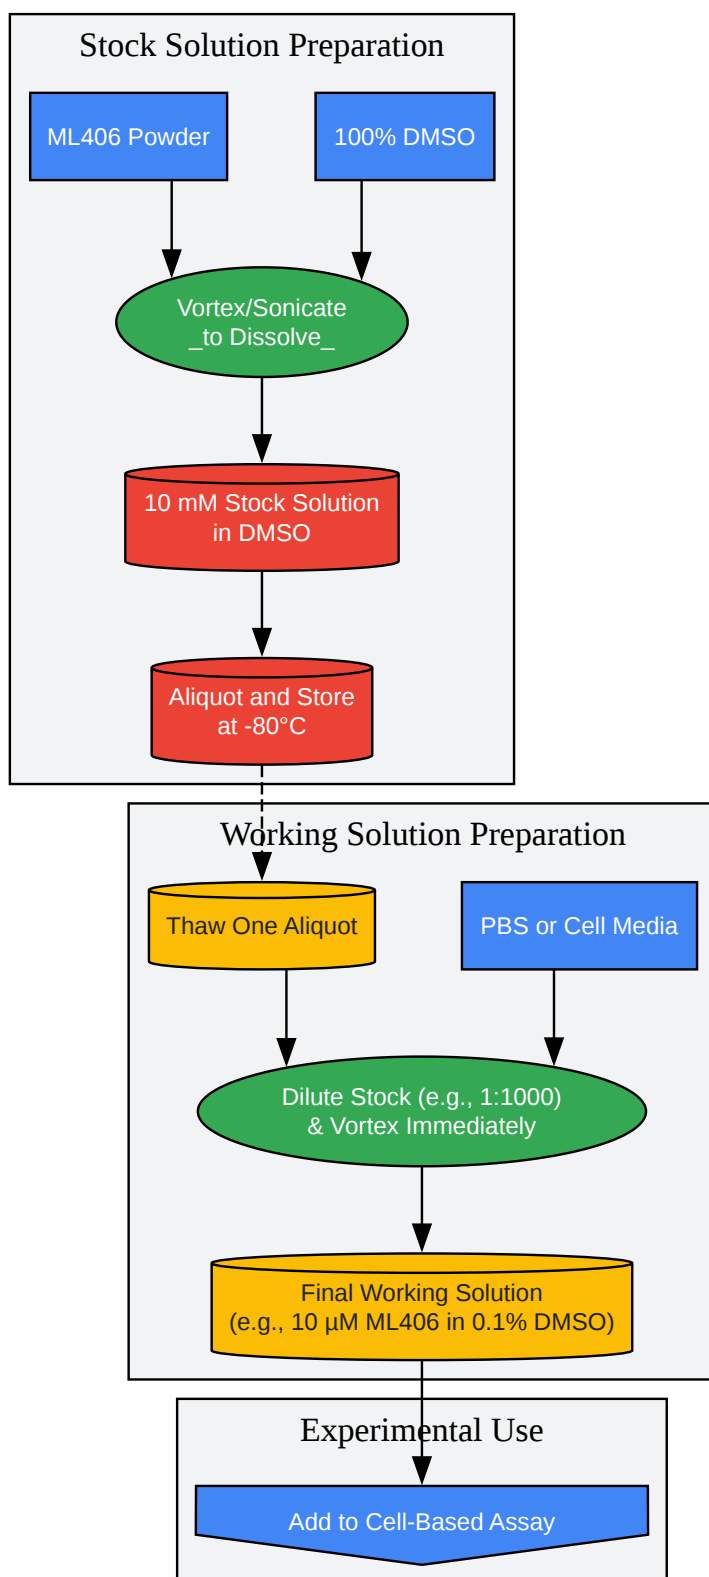 Stock Solution Preparation
ML406 Powder
100% DMSO
Vortex/Sonicate
_to Dissolve_
10 mM Stock Solution
in DMSO
Aliquot and Store
at -80°C
Working Solution Preparation
Thaw One Aliquot
PBS or Cell Media
Dilute Stock (e.g., 1:1000)
& Vortex Immediately
Final Working Solution
(e.g., 10 µM ML406 in 0.1% DMSO)
Experimental Use
Add to Cell-Based Assay